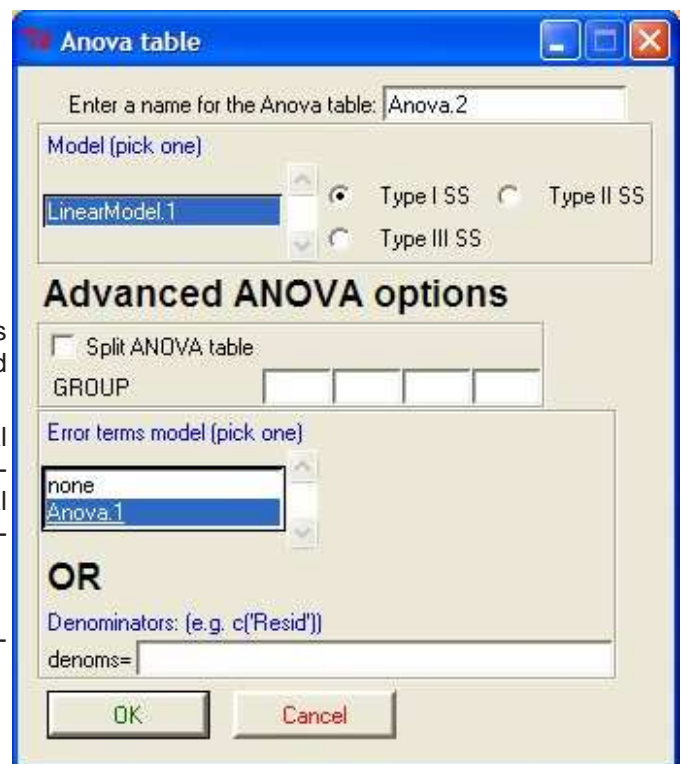 Anova table
Enter a name for the Anova table: Anova.2
Model (pick one)
LinearModel.1
Type I SS Type II SS
Type III SS
Advanced ANOVA options
Split ANOVA table
GROUP
Error terms model (pick one)
none
Anova.1
OR
Denominators: (e.g. c('Resid'))
denoms=
OK Cancel